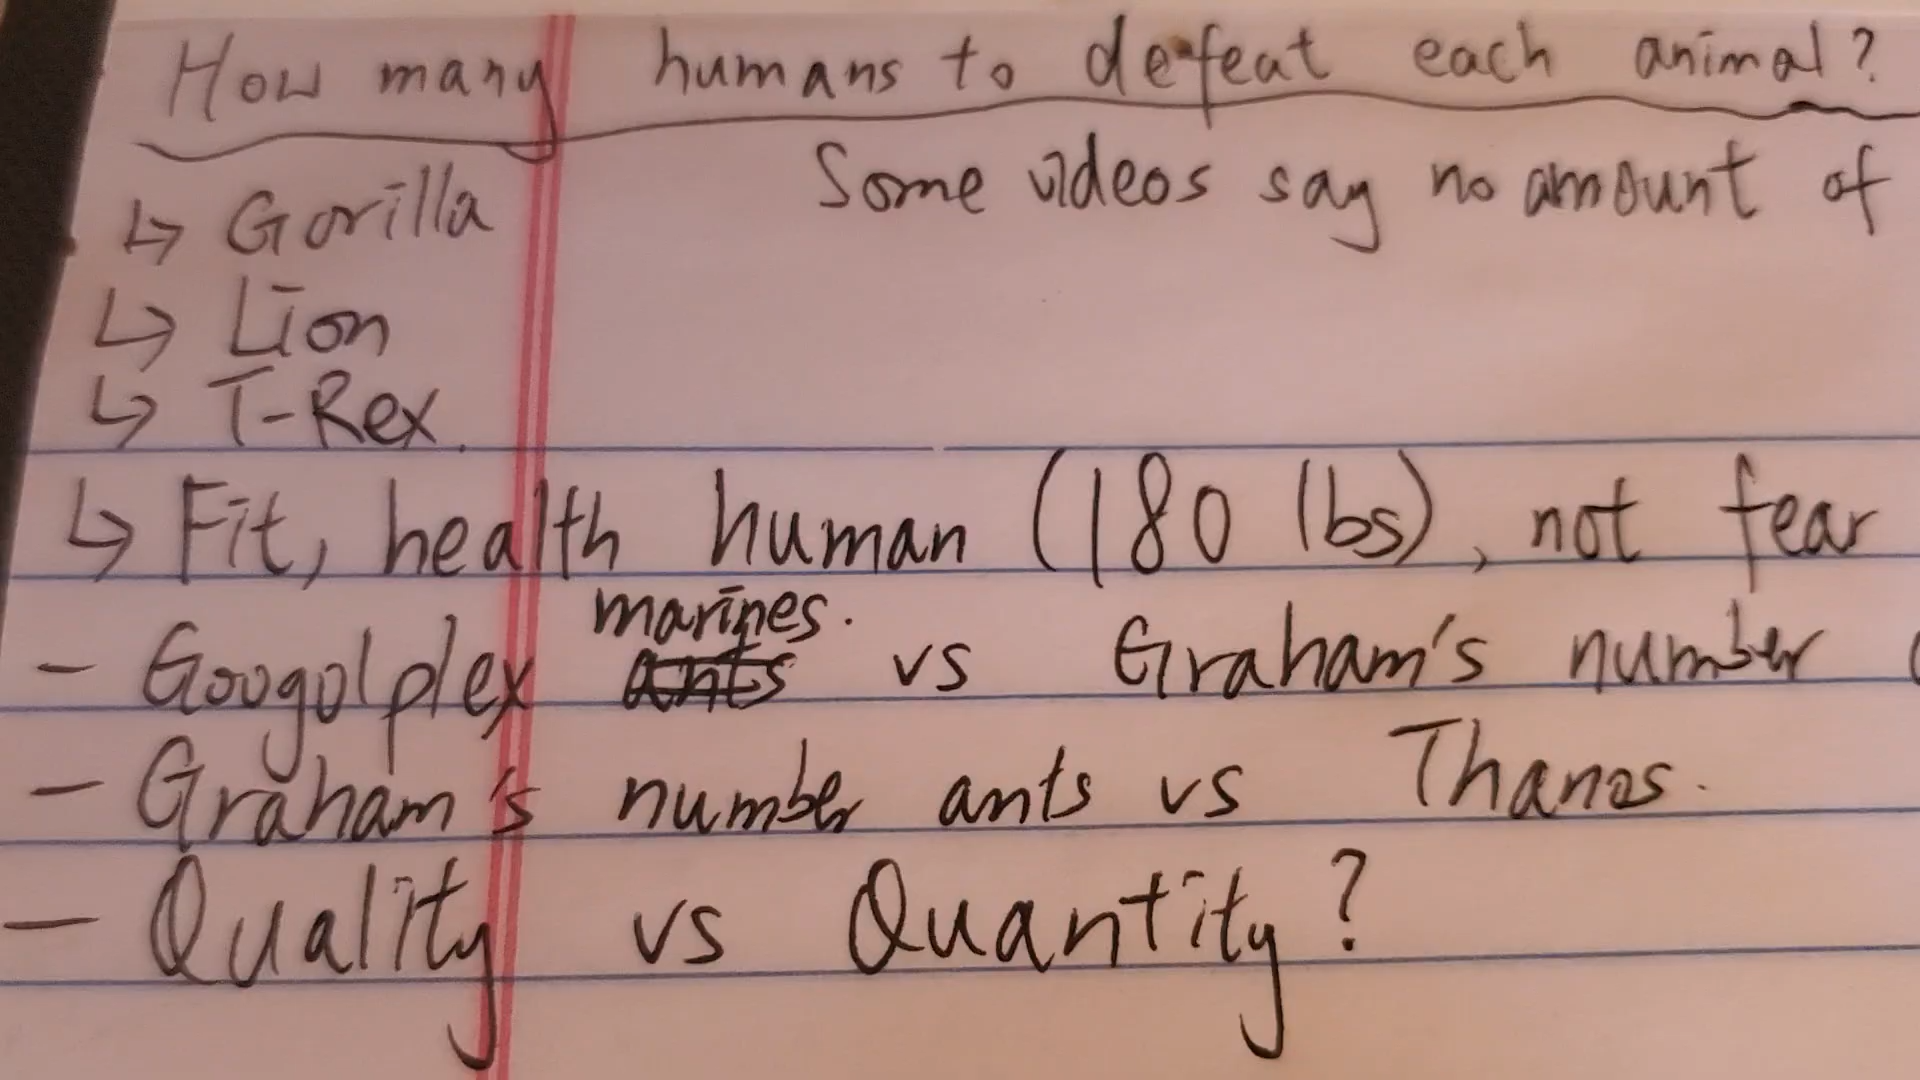 How many humans to defeat each animal?
Some videos say no amount of
↳ Gorilla
↳ Lion
↳ T-Rex.
↳ Fit, health human (180 lbs), not fear
marines.
- Googolplex ants vs Graham's number
- Graham's number ants vs Thanos.
- Quality vs Quantity?